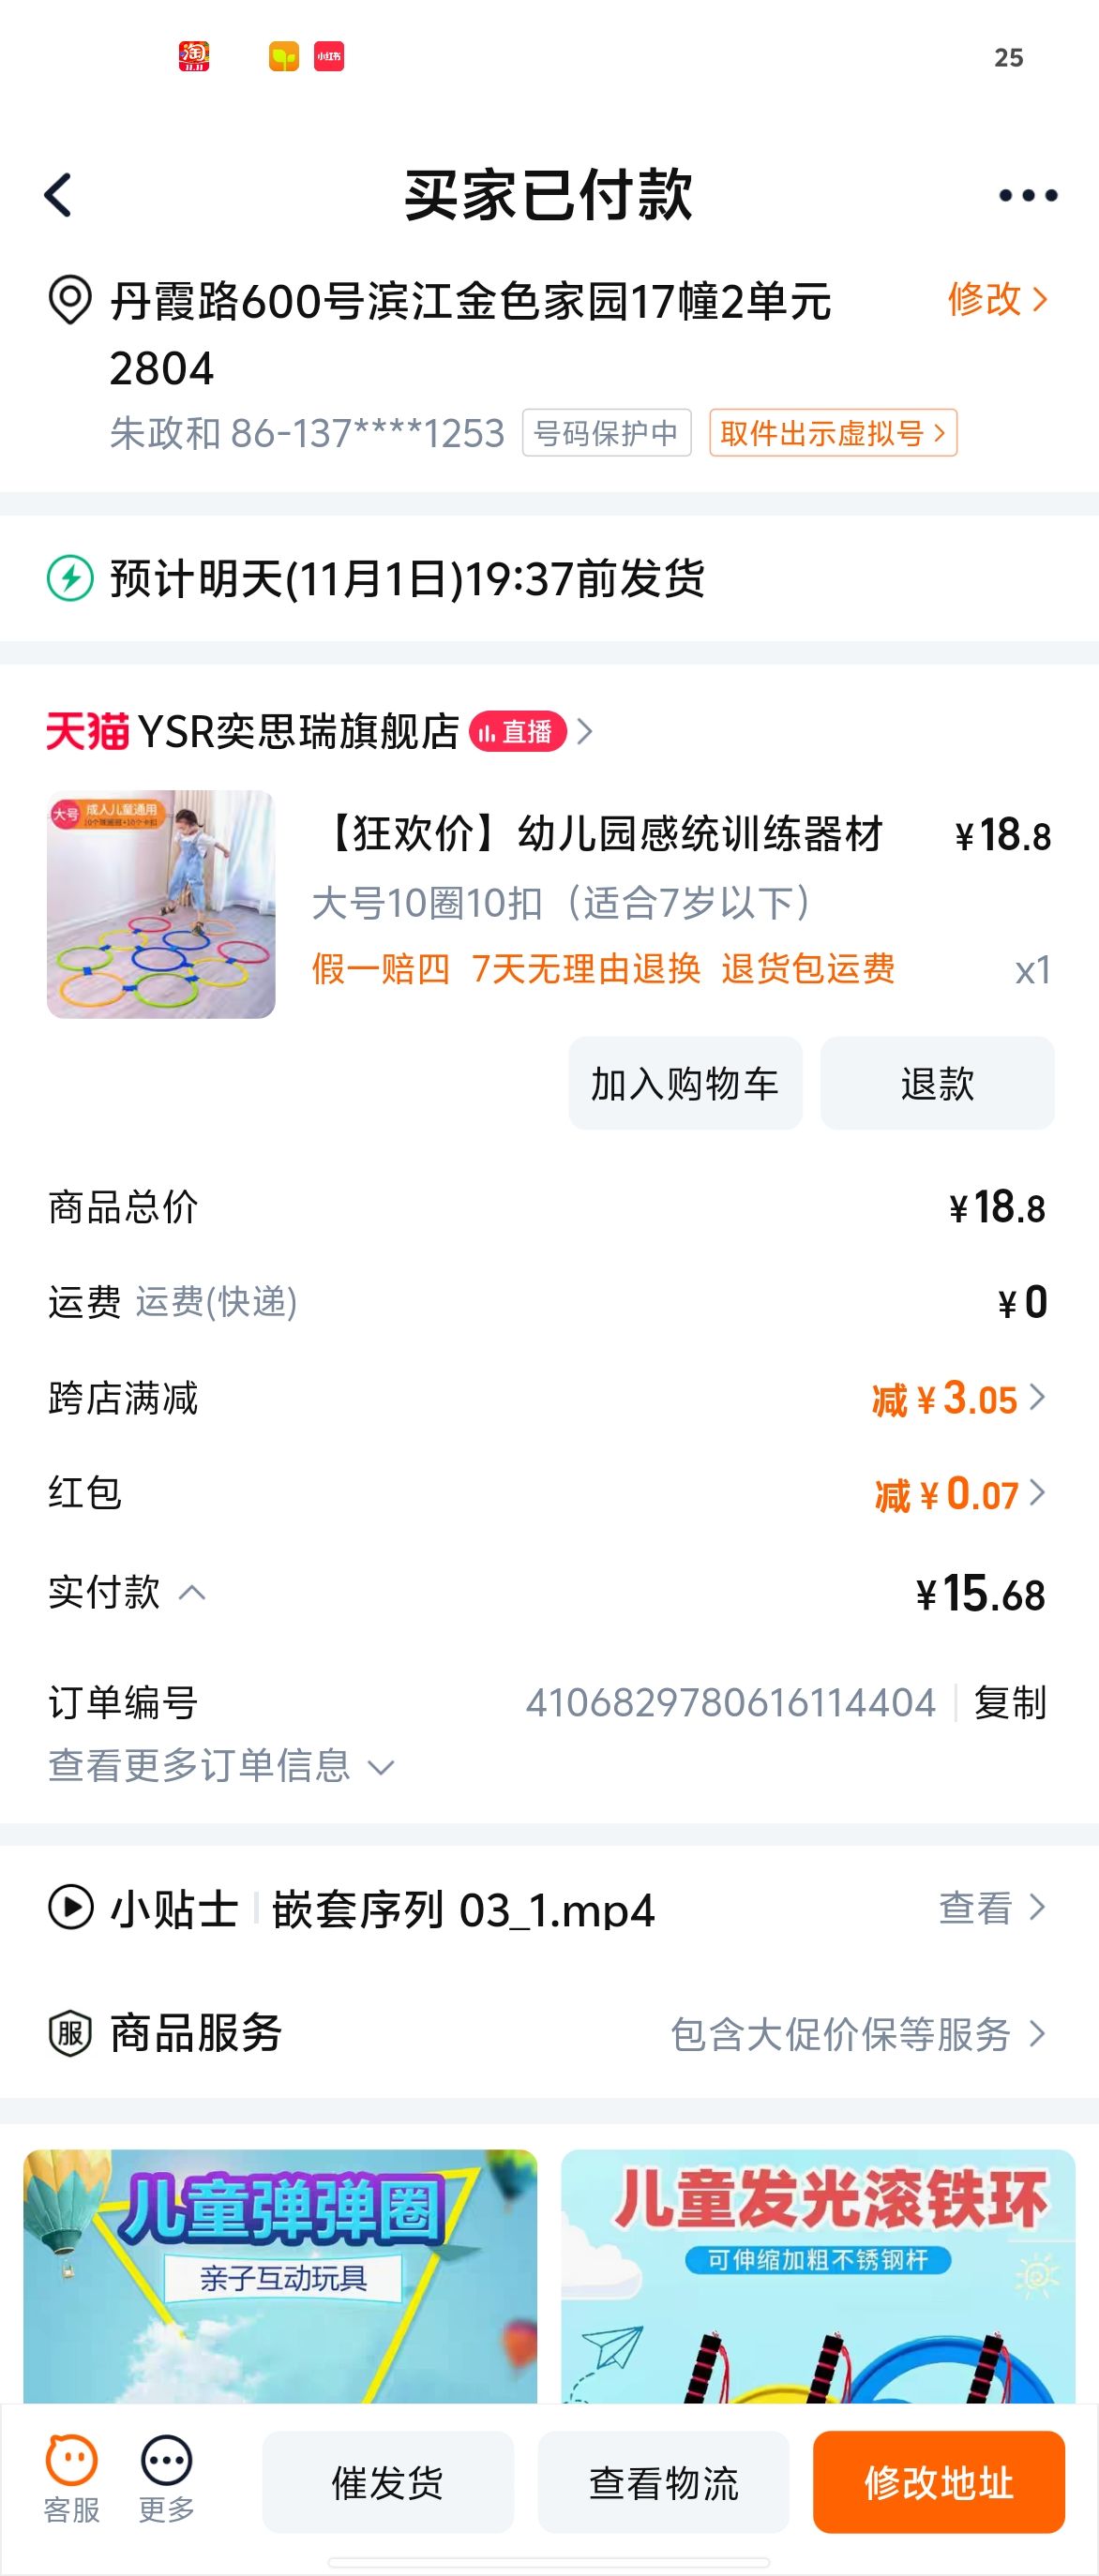 淘
11.11
小红书
25
买家已付款
丹霞路600号滨江金色家园17幢2单元
修改
2804
朱政和 86-137****1253 号码保护中 取件出示虚拟号
预计明天(11月1日)19:37前发货
天猫 YSR奕思瑞旗舰店 直播
大号 成人儿童通用
【狂欢价】幼儿园感统训练器材 ¥18.8
大号10圈10扣（适合7岁以下）
假一赔四 7天无理由退换 退货包运费 x1
加入购物车 退款
商品总价 ¥18.8
运费 运费(快递) ¥0
跨店满减 减¥3.05
红包 减¥0.07
实付款 ¥15.68
订单编号 4106829780616114404 复制
查看更多订单信息
小贴士 嵌套序列 03_1.mp4 查看
服 商品服务 包含大促价保等服务
儿童弹弹圈
亲子互动玩具
儿童发光滚铁环
可伸缩加粗不锈钢杆
客服 更多 催发货 查看物流 修改地址